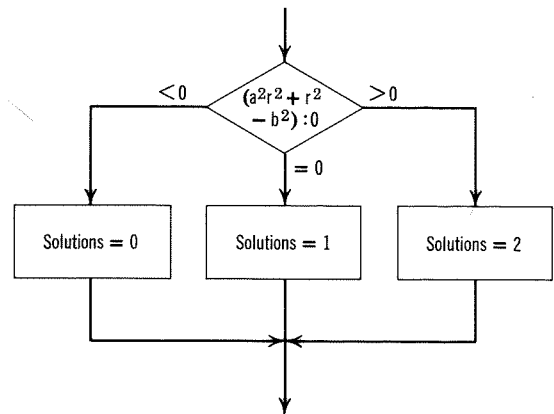 <0
(a²r² + r²
− b²) : 0
>0
= 0
Solutions = 0
Solutions = 1
Solutions = 2